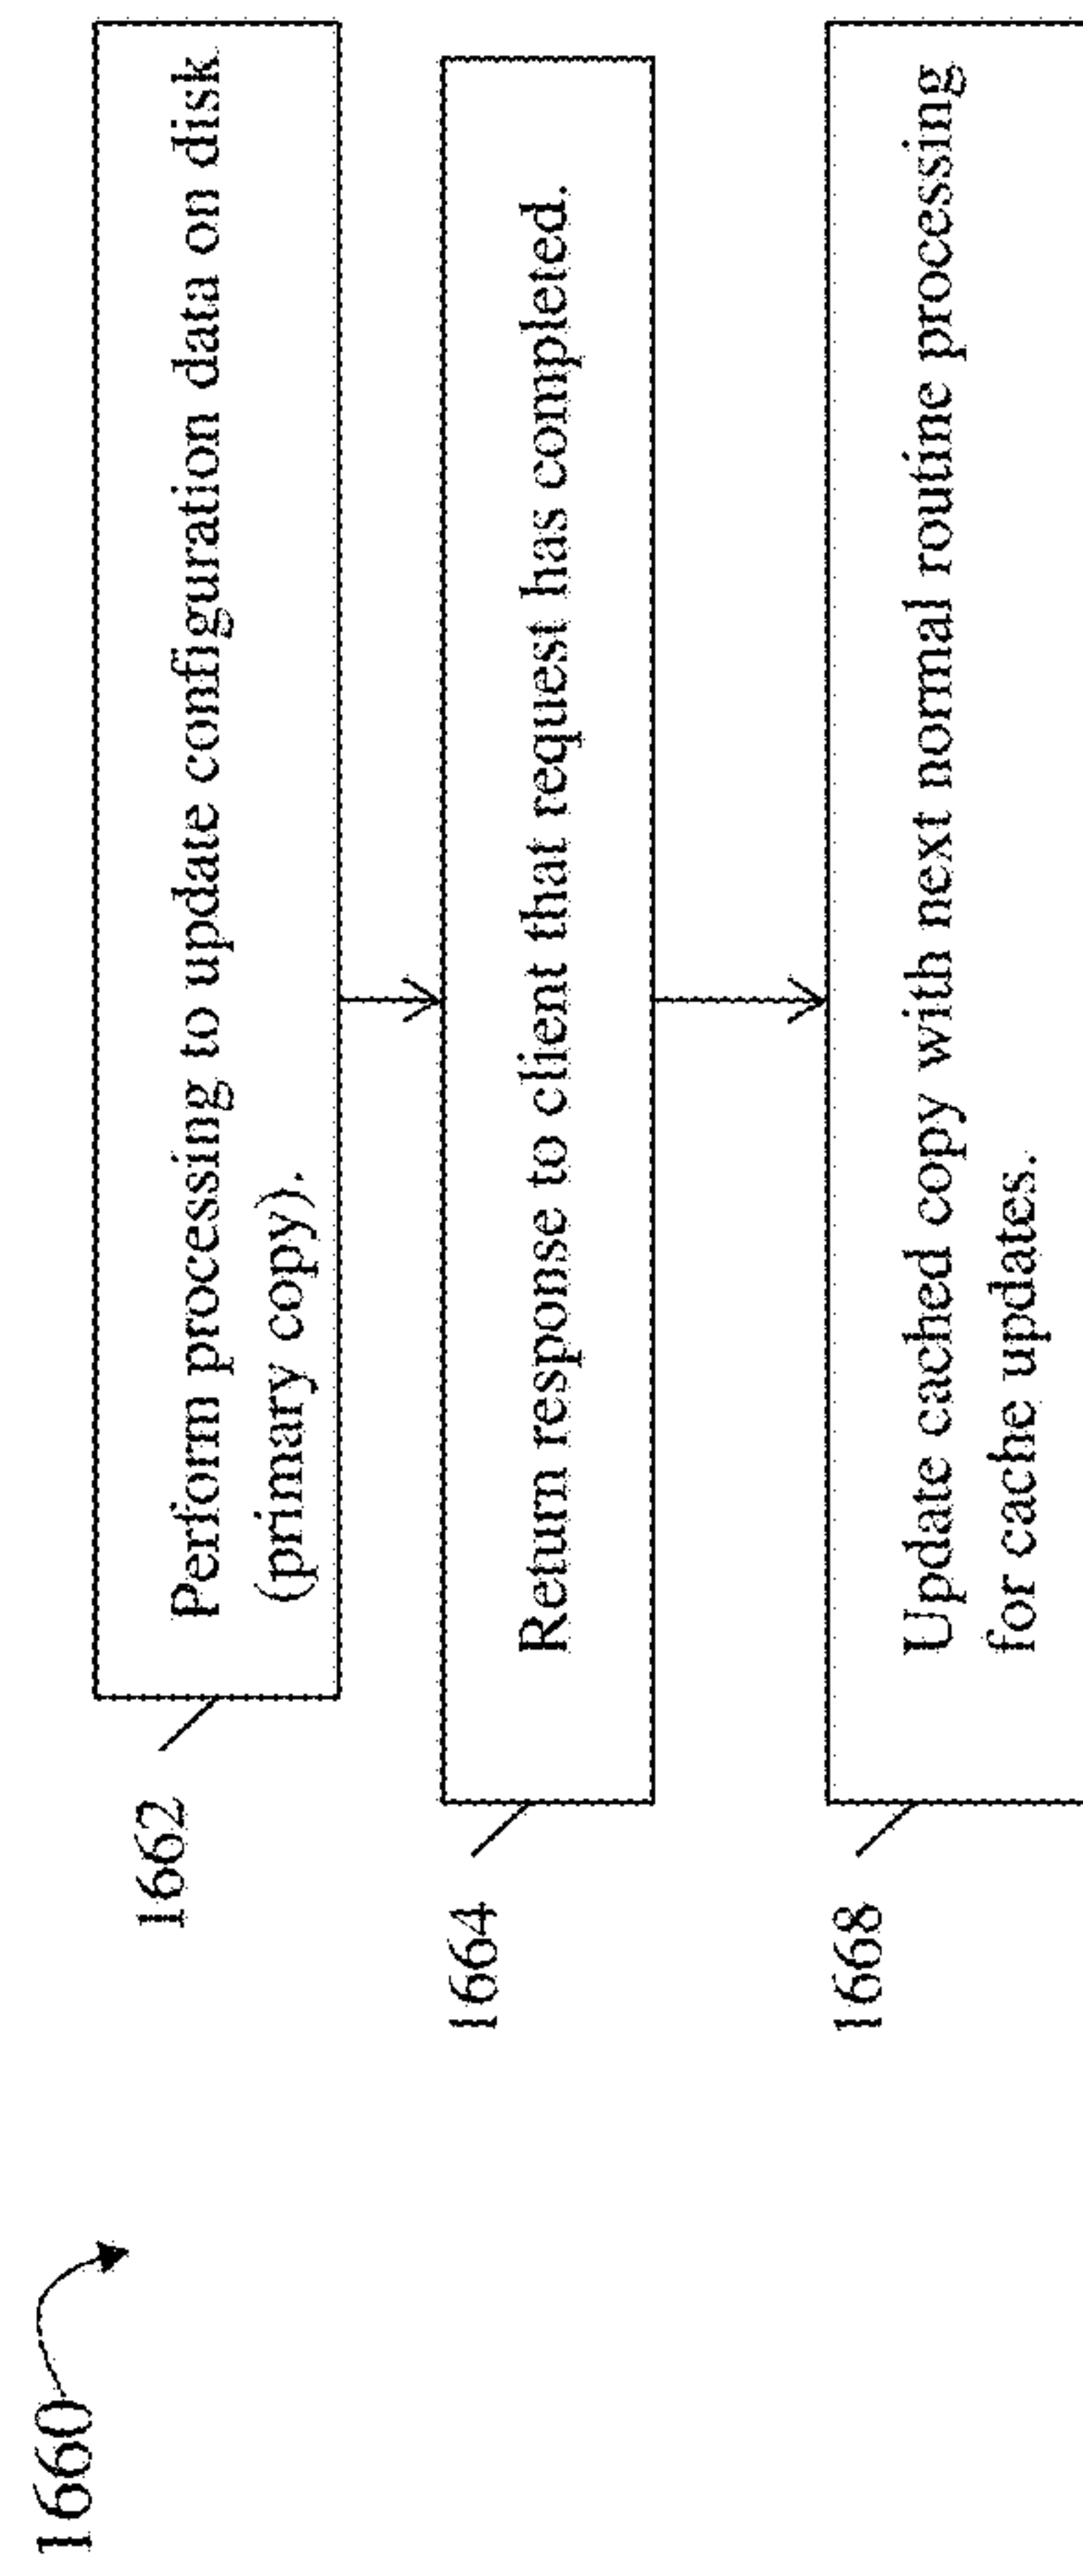 1660
1662
Perform processing to update configuration data on disk
(primary copy).
1664
Return response to client that request has completed.
1668
Update cached copy with next normal routine processing
for cache updates.